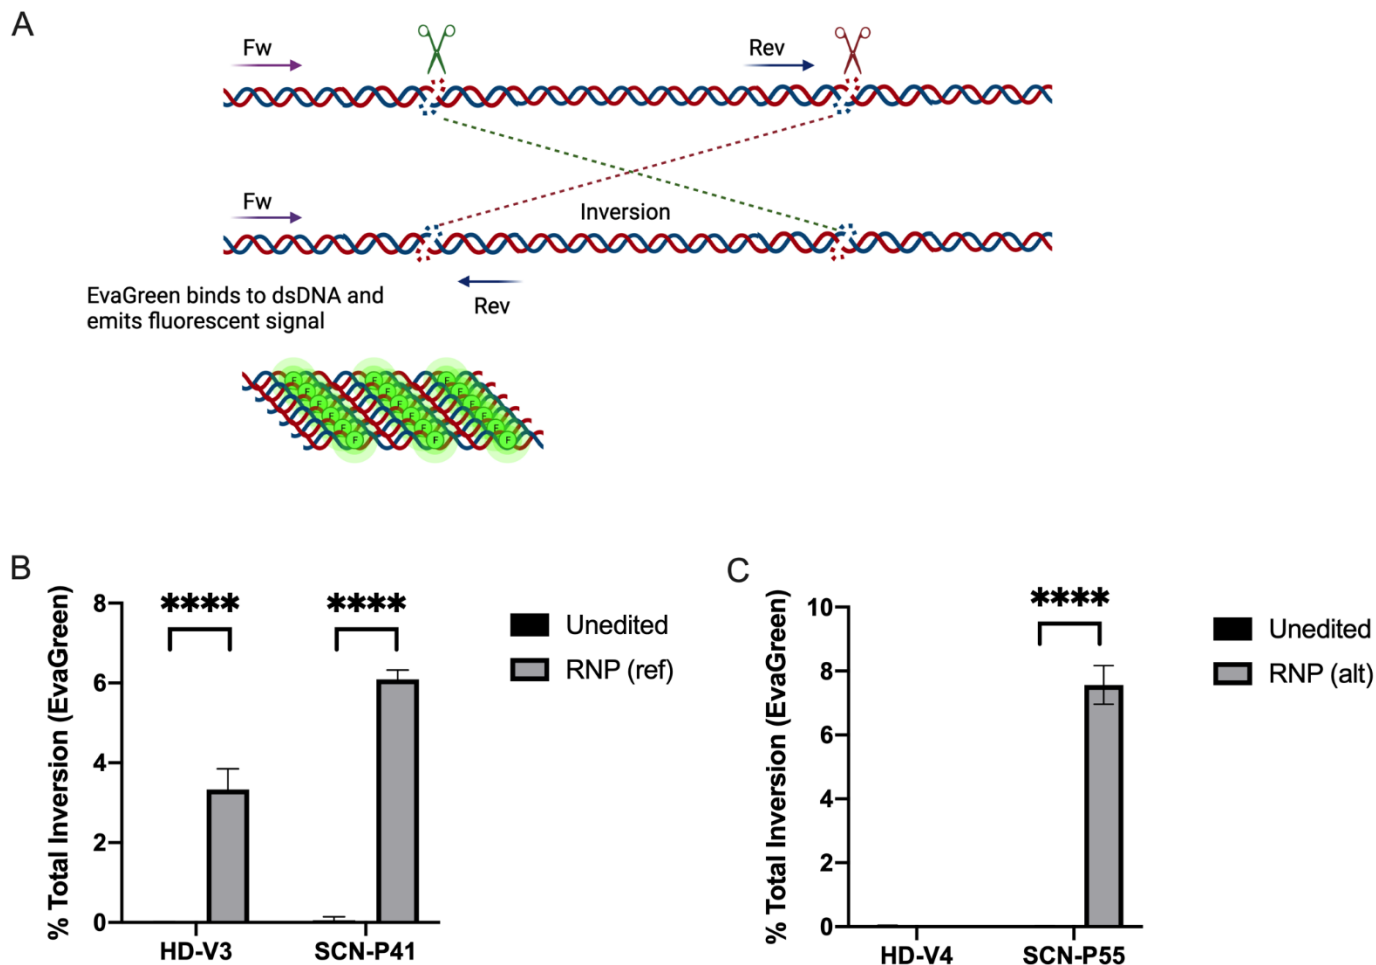 A
Fw
Rev
Fw
Inversion
Rev
EvaGreen binds to dsDNA and
emits fluorescent signal
F F F
F F F
F F F
F F F
F F F
F F F
B
% Total Inversion (EvaGreen)
8
6
4
2
0
**** ****
HD-V3 SCN-P41
Unedited
RNP (ref)
C
% Total Inversion (EvaGreen)
10
8
6
4
2
0
****
HD-V4 SCN-P55
Unedited
RNP (alt)